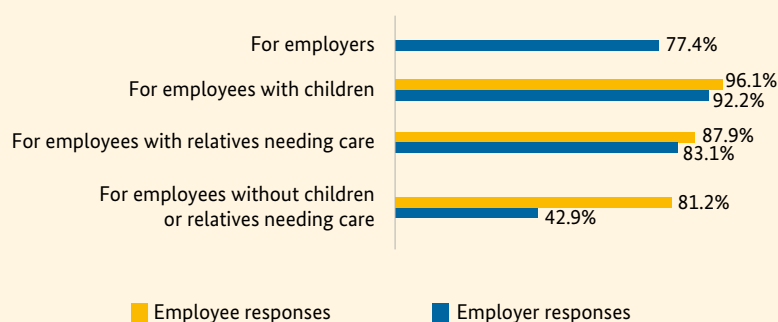 For employers
77.4%
For employees with children
96.1%
92.2%
For employees with relatives needing care
87.9%
83.1%
For employees without children
or relatives needing care
81.2%
42.9%
Employee responses
Employer responses